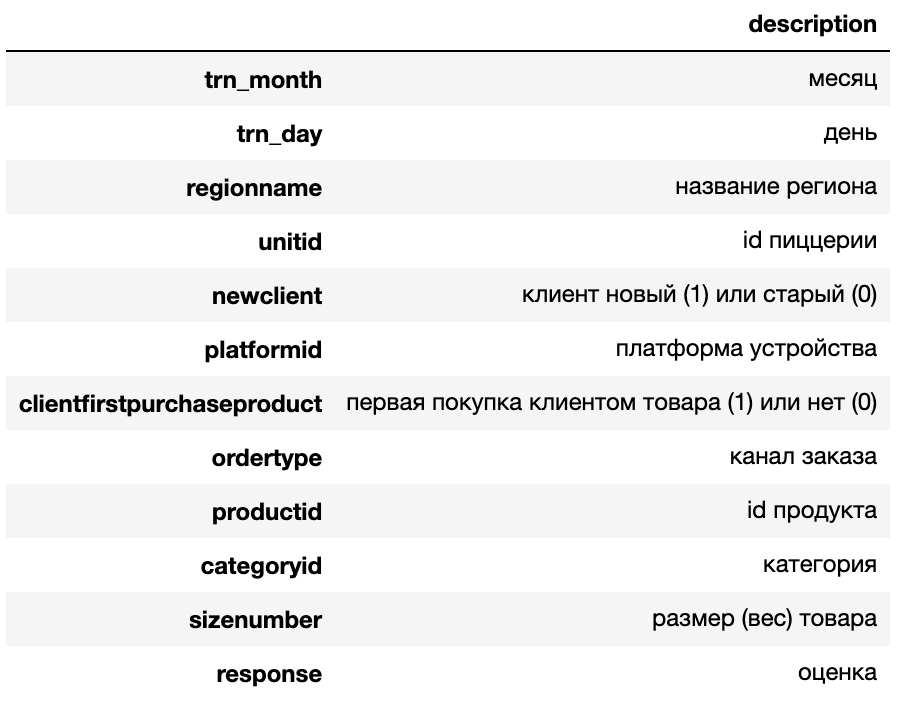 description
trn_month месяц
trn_day день
regionname название региона
unitid id пиццерии
newclient клиент новый (1) или старый (0)
platformid платформа устройства
clientfirstpurchaseproduct первая покупка клиентом товара (1) или нет (0)
ordertype канал заказа
productid id продукта
categoryid категория
sizenumber размер (вес) товара
response оценка